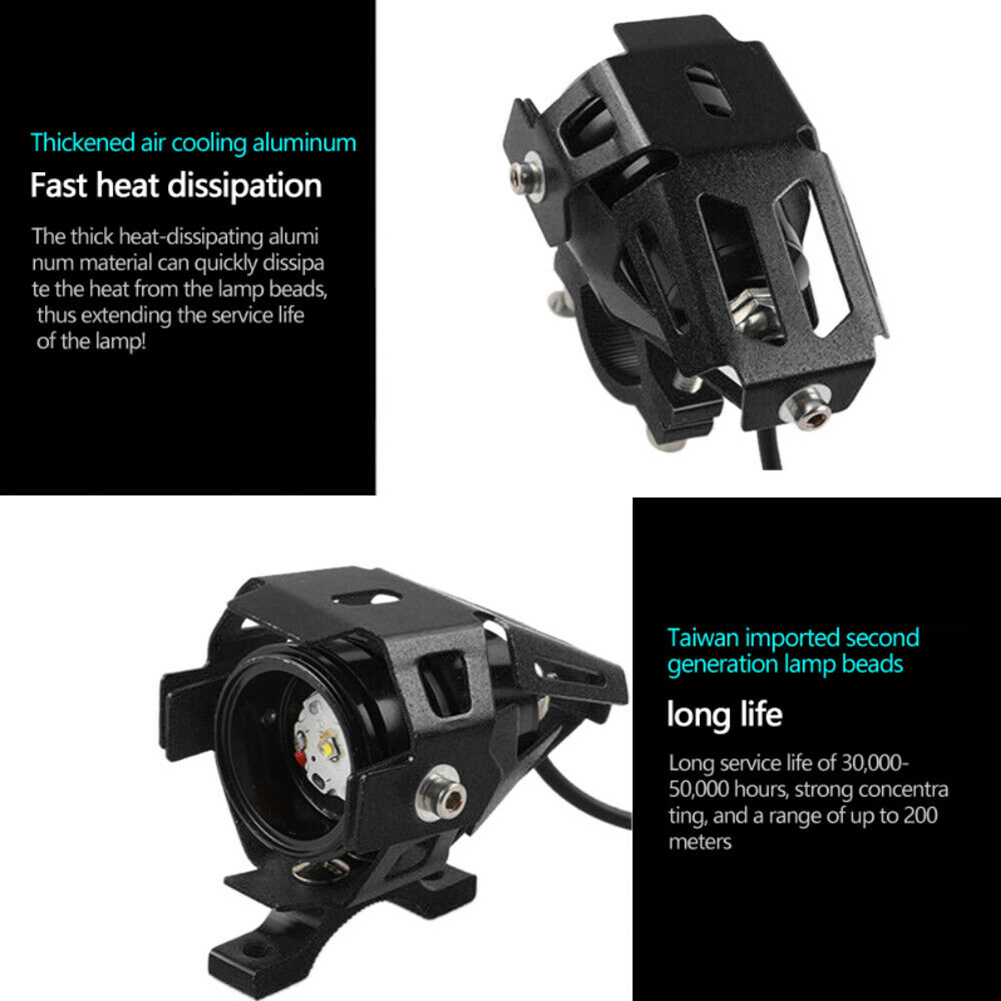 Thickened air cooling aluminum
Fast heat dissipation
The thick heat-dissipating alumi
num material can quickly dissipa
te the heat from the lamp beads,
thus extending the service life
of the lamp!
Taiwan imported second
generation lamp beads
long life
Long service life of 30,000-
50,000 hours, strong concentra
ting, and a range of up to 200
meters